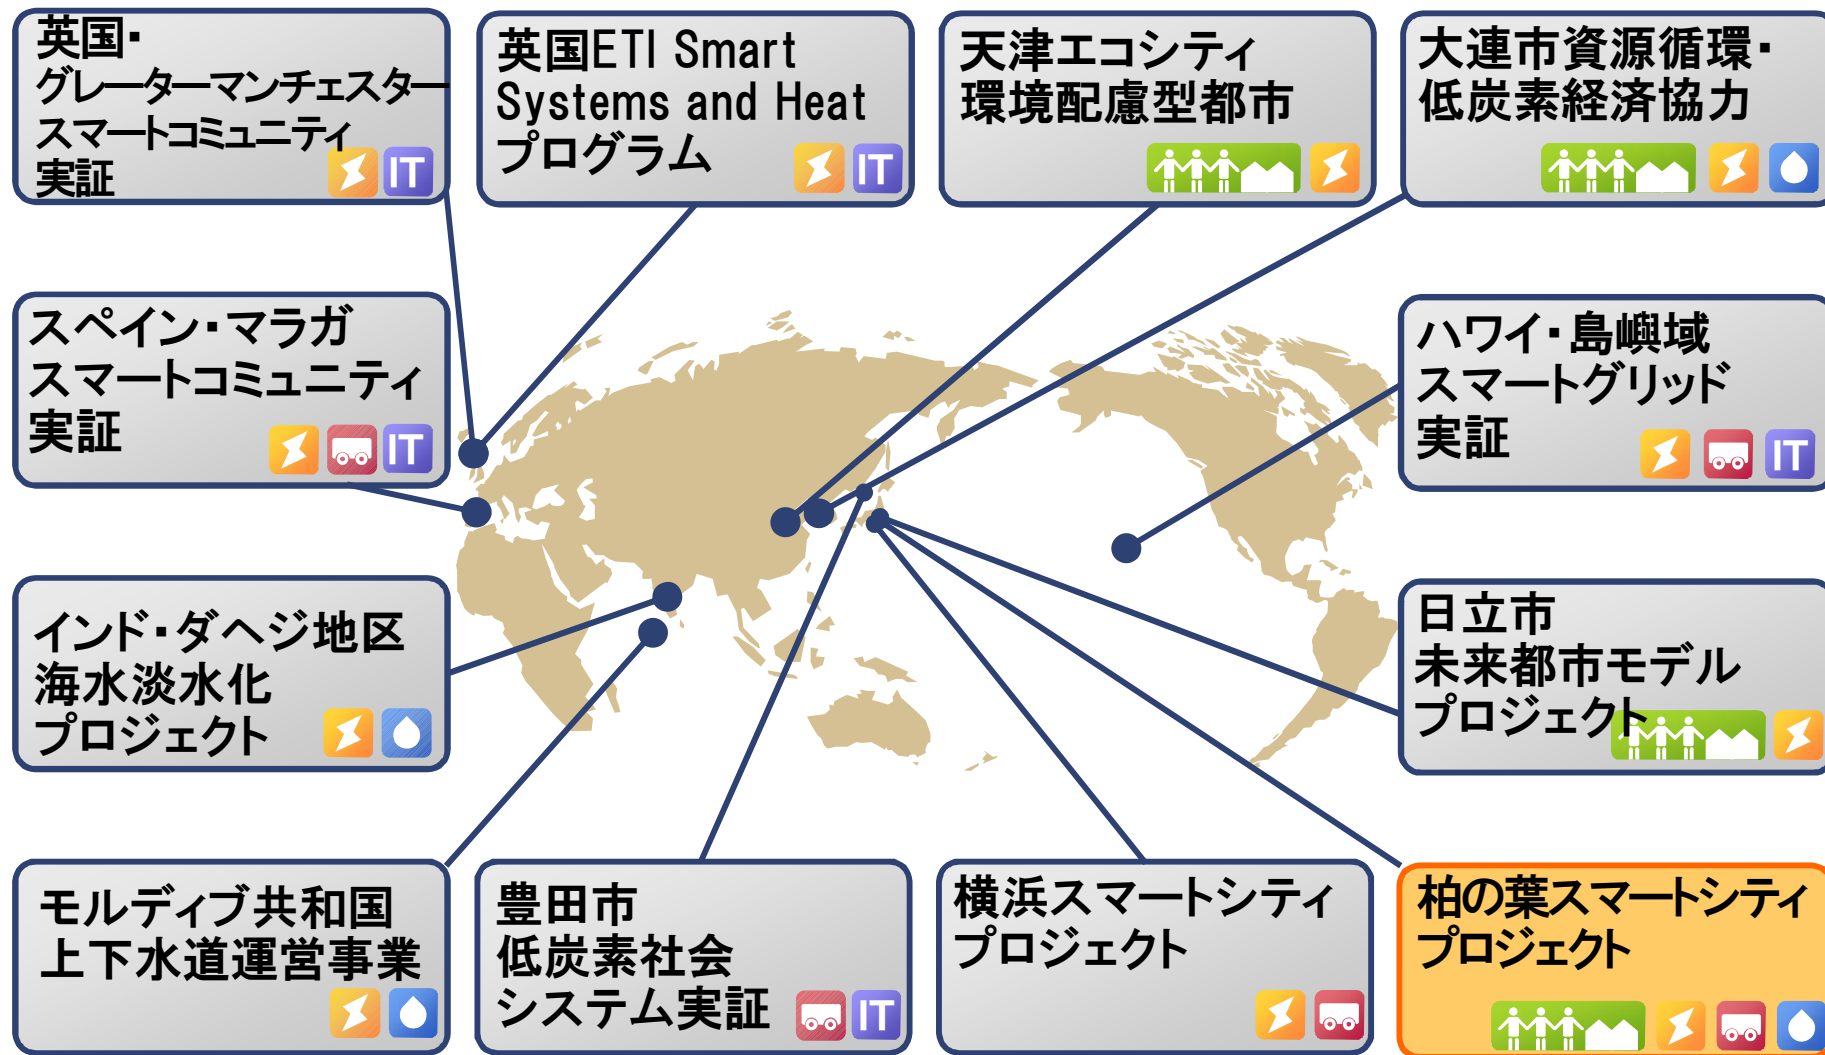 英国・
グレーターマンチェスター
スマートコミュニティ
実証
IT
英国ETI Smart
Systems and Heat
プログラム
IT
天津エコシティ
環境配慮型都市
大連市資源循環・
低炭素経済協力
スペイン・マラガ
スマートコミュニティ
実証
IT
ハワイ・島嶼域
スマートグリッド
実証
IT
インド・ダヘジ地区
海水淡水化
プロジェクト
日立市
未来都市モデル
プロジェクト
モルディブ共和国
上下水道運営事業
豊田市
低炭素社会
システム実証
IT
横浜スマートシティ
プロジェクト
柏の葉スマートシティ
プロジェクト